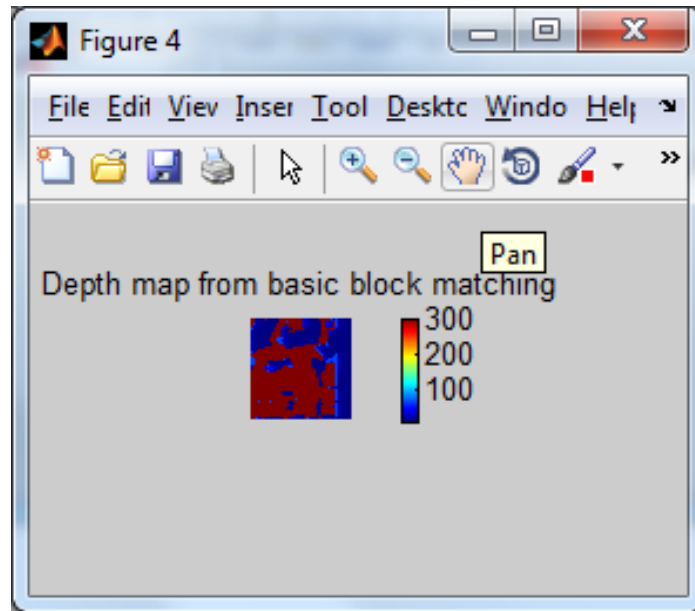 Figure 4
File Edit Viev Inser Tool Desktc Windo Help
Pan
Depth map from basic block matching
300
200
100